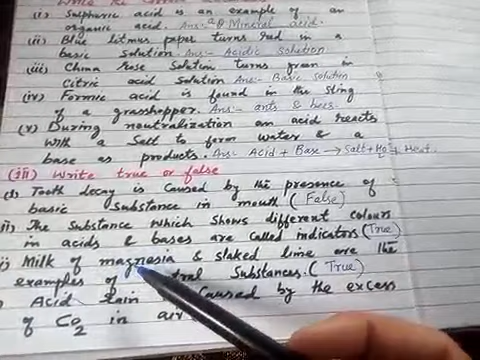 (i) Sulphuric acid is an example of an
organic acid. Ans:- Mineral acid.
(ii) Blue litmus paper turns red in a
basic Solution. Ans:- Acidic Solution
(iii) China rose Solution turns green in
Citric acid Solution Ans:- Basic Solution
(iv) Formic acid is found in the sting
of a grasshopper. Ans:- ants & bees.
(v) During neutralization an acid reacts
with a Salt to form water & a
base as products. Ans:- Acid + Base → Salt + H2O + Heat.
(iii) Write true or false
(i) Tooth decay is caused by the presence of
basic Substance in mouth (False)
ii) The Substance which shows different colours
in acids & bases are called indicators (True)
i) Milk of magnesia & slaked lime are the
examples of tral Substances. (True)
Acid rain Caused by the excess
of CO2 in air